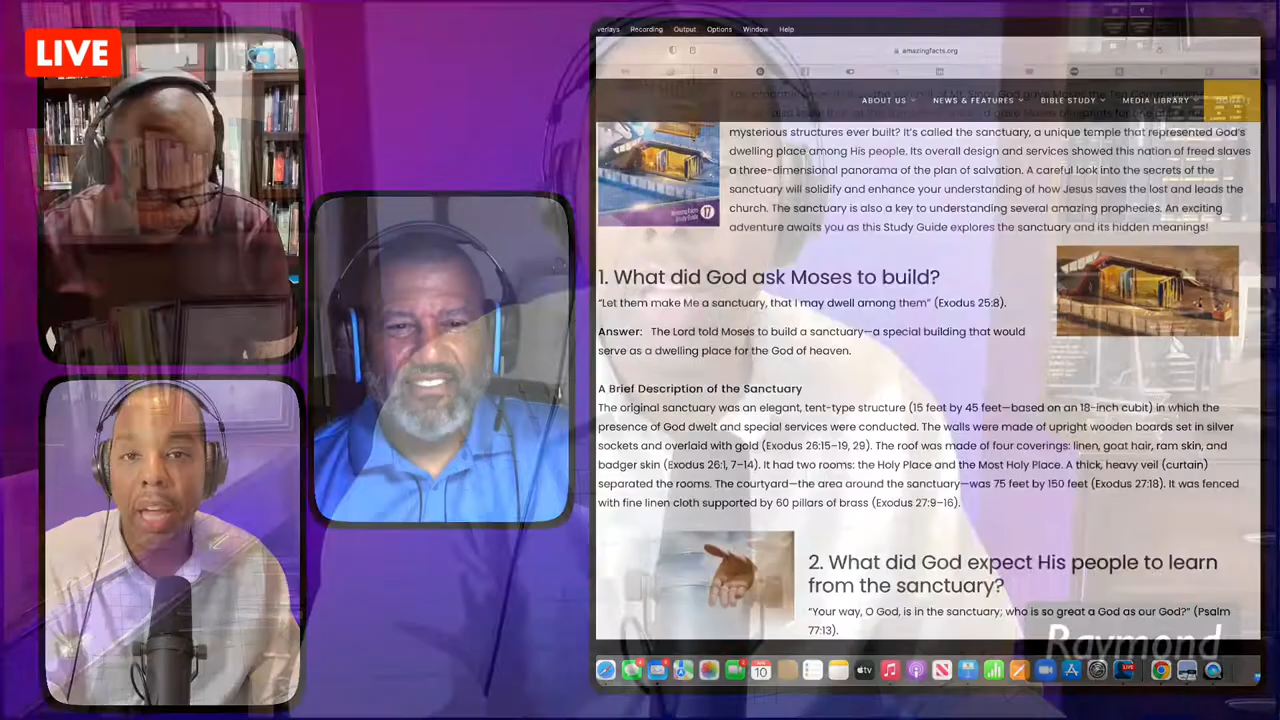 LIVE
verlays Recording Output Options Window Help
amazingfacts.org
ABOUT US NEWS & FEATURES BIBLE STUDY MEDIA LIBRARY DONATE
mysterious structures ever built? It's called the sanctuary, a unique temple that represented God's
dwelling place among His people. Its overall design and services showed this nation of freed slaves
a three-dimensional panorama of the plan of salvation. A careful look into the secrets of the
sanctuary will solidify and enhance your understanding of how Jesus saves the lost and leads the
church. The sanctuary is also a key to understanding several amazing prophecies. An exciting
adventure awaits you as this Study Guide explores the sanctuary and its hidden meanings!
Amazing Facts
Study Guide 17
1. What did God ask Moses to build?
“Let them make Me a sanctuary, that I may dwell among them” (Exodus 25:8).
Answer: The Lord told Moses to build a sanctuary—a special building that would
serve as a dwelling place for the God of heaven.
A Brief Description of the Sanctuary
The original sanctuary was an elegant, tent-type structure (15 feet by 45 feet—based on an 18-inch cubit) in which the
presence of God dwelt and special services were conducted. The walls were made of upright wooden boards set in silver
sockets and overlaid with gold (Exodus 26:15–19, 29). The roof was made of four coverings: linen, goat hair, ram skin, and
badger skin (Exodus 26:1, 7–14). It had two rooms: the Holy Place and the Most Holy Place. A thick, heavy veil (curtain)
separated the rooms. The courtyard—the area around the sanctuary—was 75 feet by 150 feet (Exodus 27:18). It was fenced
with fine linen cloth supported by 60 pillars of brass (Exodus 27:9–16).
2. What did God expect His people to learn
from the sanctuary?
“Your way, O God, is in the sanctuary; who is so great a God as our God?” (Psalm
77:13).
Raymond
10
tv